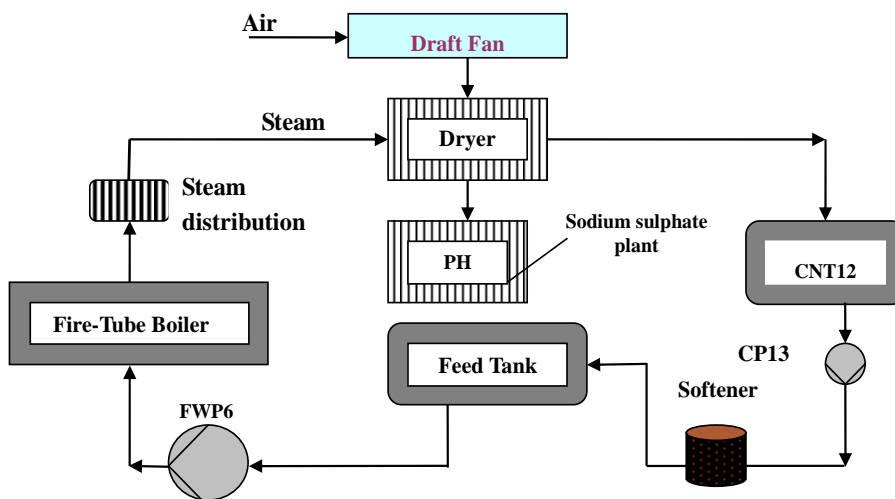 Air
Draft Fan
Steam
Dryer
Steam
distribution
Sodium sulphate
plant
PH
CNT12
Fire-Tube Boiler
Feed Tank
CP13
Softener
FWP6